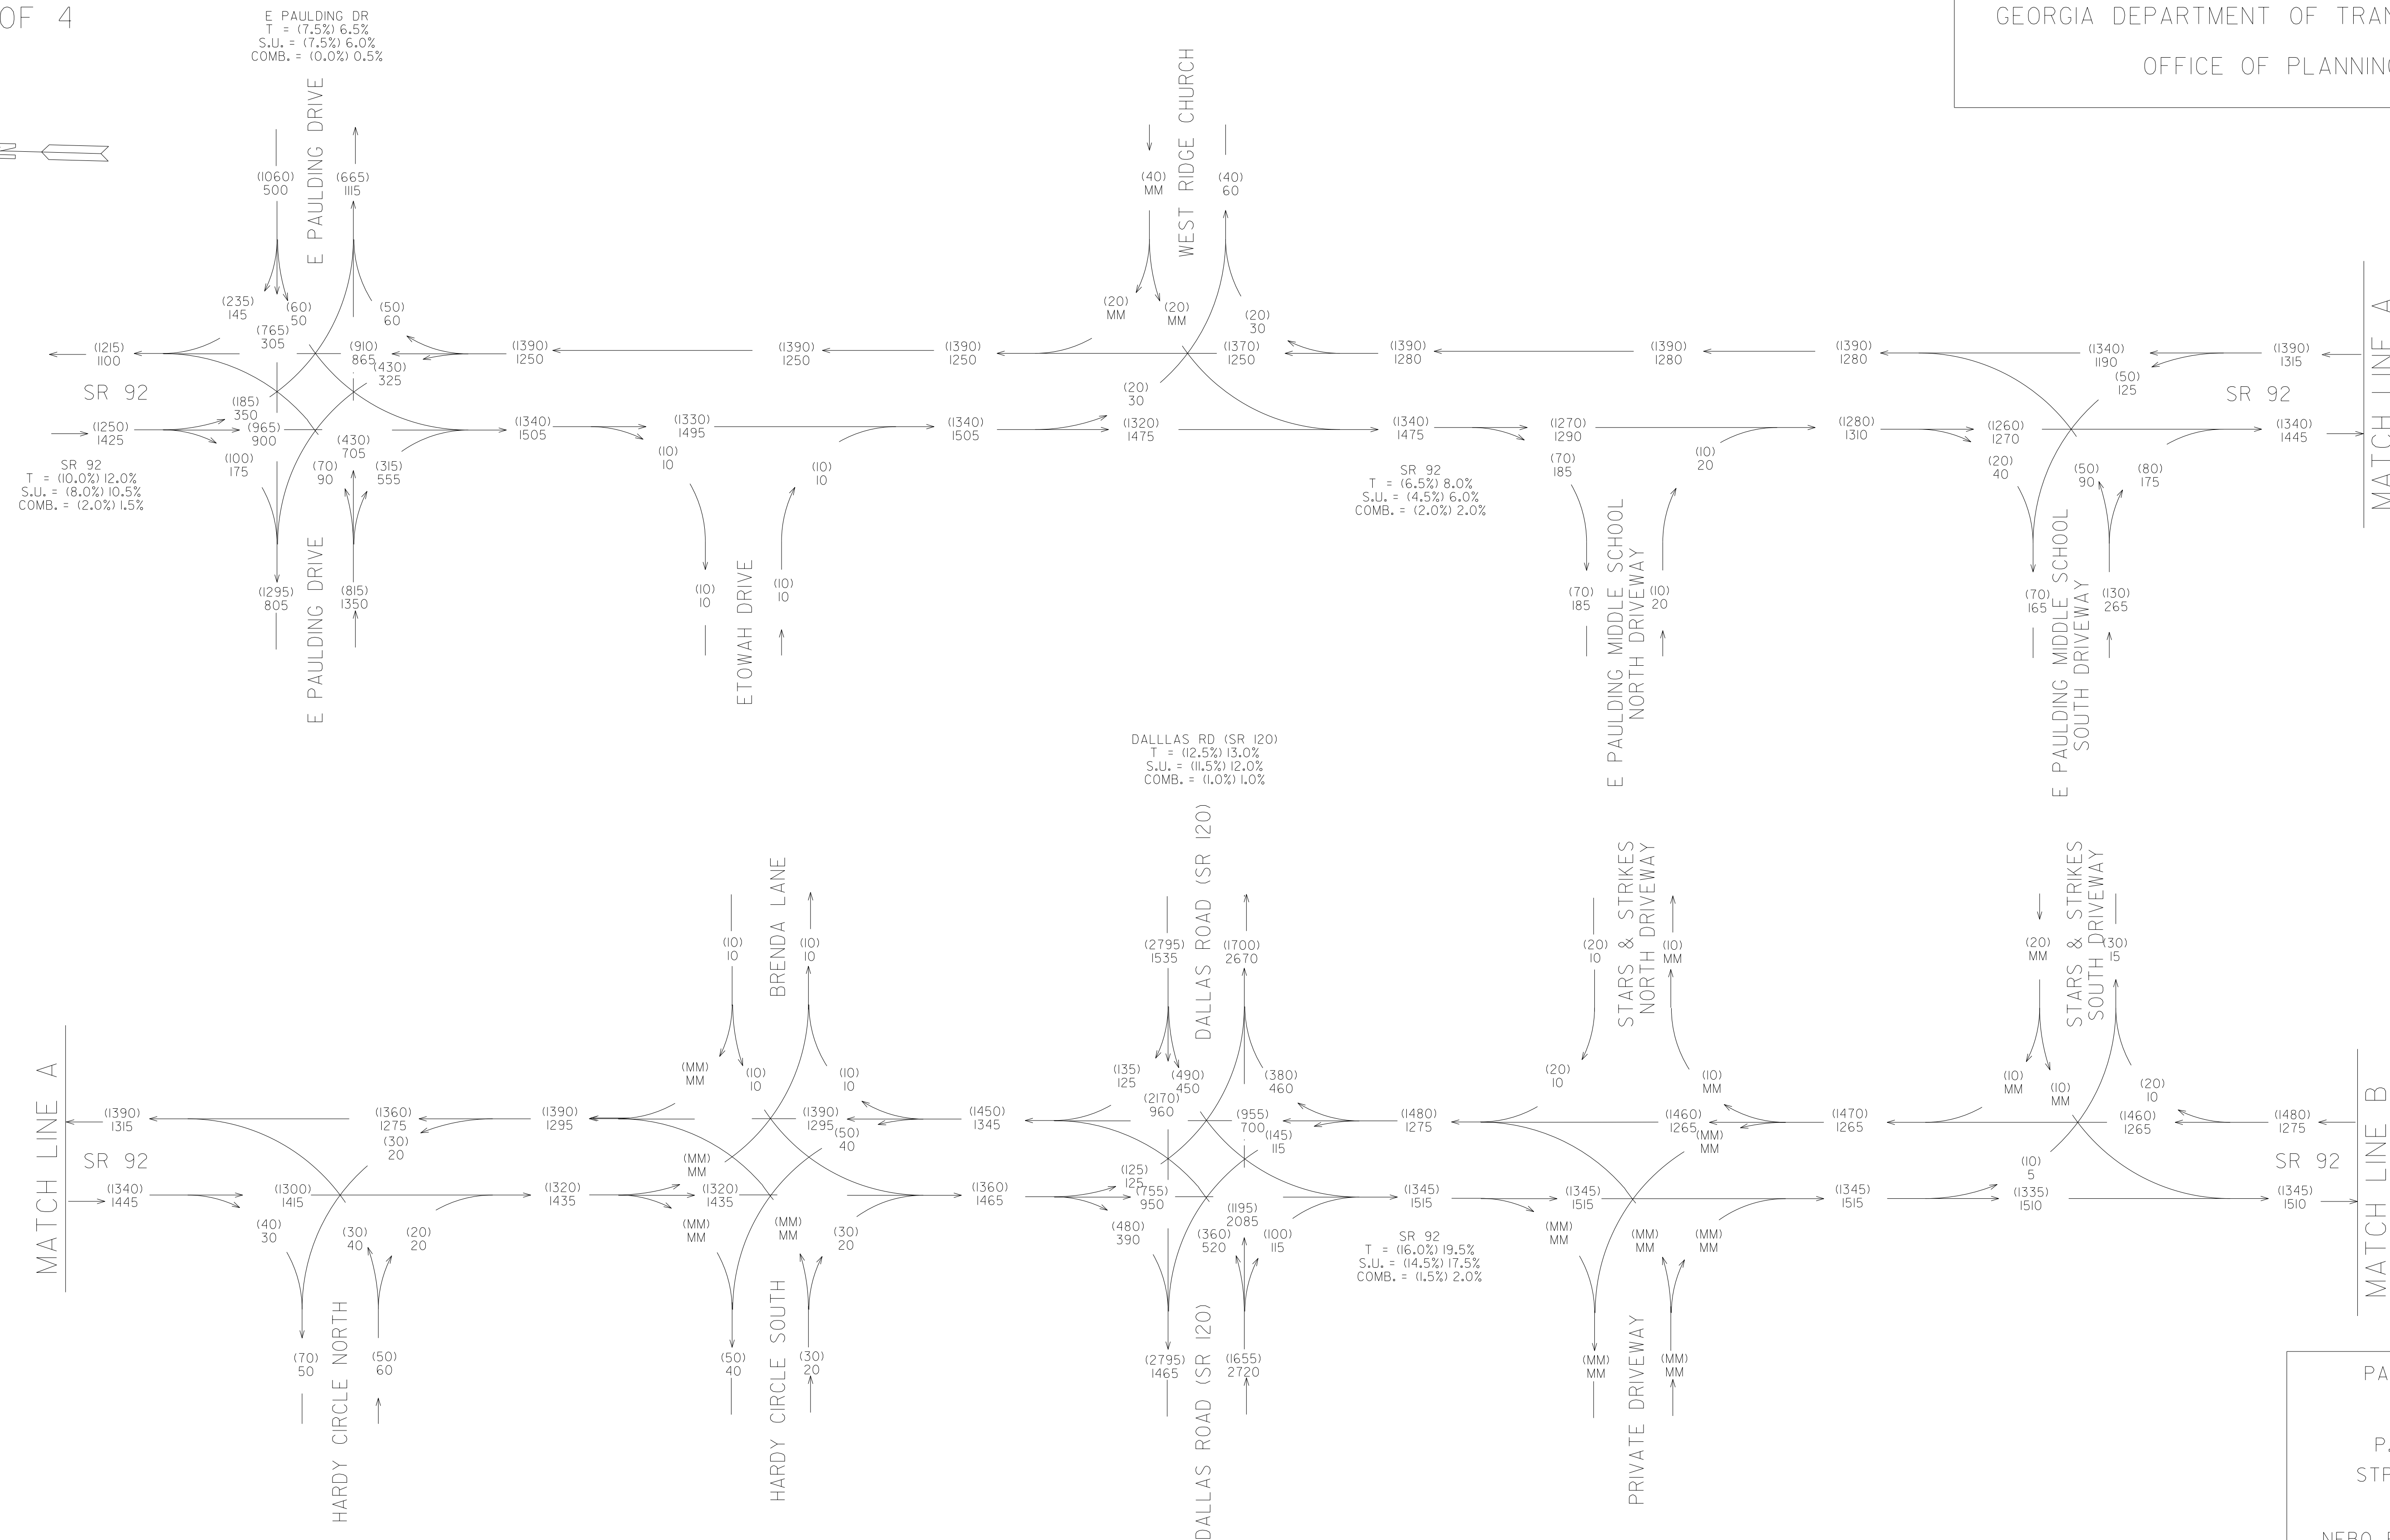 OF 4
E PAULDING DR
T = (7.5%) 6.5%
S.U. = (7.5%) 6.0%
COMB. = (0.0%) 0.5%
GEORGIA DEPARTMENT OF
OFFICE OF PLANNING
N
E PAULDING DRIVE
(1060)
500
(665)
1115
WEST RIDGE CHURCH
(40)
MM
(40)
60
(235)
145
(60)
50
(50)
60
(765)
305
(1215)
1100
(910)
865
(430)
325
(1390)
1250
(1390)
1250
(1390)
1250
(20)
MM
(20)
MM
(20)
30
(1370)
1250
(20)
30
(1390)
1280
(1390)
1280
(1390)
1280
(1340)
1190
(50)
125
(1390)
1315
SR 92
SR 92
MATCH LINE A
(1250)
1425
(185)
350
(965)
900
(100)
175
(430)
705
(70)
90
(315)
555
(1340)
1505
(1330)
1495
(10)
10
(10)
10
(1340)
1505
(1320)
1475
(1340)
1475
(1270)
1290
(70)
185
(10)
20
(1280)
1310
(1260)
1270
(20)
40
(50)
90
(80)
175
(1340)
1445
SR 92
T = (10.0%) 12.0%
S.U. = (8.0%) 10.5%
COMB. = (2.0%) 1.5%
SR 92
T = (6.5%) 8.0%
S.U. = (4.5%) 6.0%
COMB. = (2.0%) 2.0%
E PAULDING DRIVE
(1295)
805
(815)
1350
ETOWAH DRIVE
(10)
10
(10)
10
E PAULDING MIDDLE SCHOOL
NORTH DRIVEWAY
(70)
185
(10)
20
E PAULDING MIDDLE SCHOOL
SOUTH DRIVEWAY
(70)
165
(130)
265
DALLLAS RD (SR 120)
T = (12.5%) 13.0%
S.U. = (11.5%) 12.0%
COMB. = (1.0%) 1.0%
BRENDA LANE
(10)
10
(10)
10
DALLAS ROAD (SR 120)
(2795)
1535
(1700)
2670
STARS & STRIKES
NORTH DRIVEWAY
(20)
10
(10)
MM
STARS & STRIKES
SOUTH DRIVEWAY
(20)
MM
(30)
15
MATCH LINE A
(1390)
1315
(1360)
1275
(30)
20
(1390)
1295
(MM)
MM
(10)
10
(10)
10
(1390)
1295
(50)
40
(1450)
1345
(135)
125
(490)
450
(380)
460
(2170)
960
(955)
700
(145)
115
(1480)
1275
(20)
10
(10)
MM
(1460)
1265
(MM)
MM
(1470)
1265
(10)
MM
(10)
MM
(20)
10
(1460)
1265
(10)
5
(1480)
1275
MATCH LINE B
SR 92
SR 92
(1340)
1445
(1300)
1415
(40)
30
(30)
40
(20)
20
(1320)
1435
(MM)
MM
(1320)
1435
(MM)
MM
(MM)
MM
(30)
20
(1360)
1465
(125)
125
(755)
950
(480)
390
(1195)
2085
(360)
520
(100)
115
(1345)
1515
(1345)
1515
(MM)
MM
(MM)
MM
(MM)
MM
(1345)
1515
(1335)
1510
(1345)
1510
SR 92
T = (16.0%) 19.5%
S.U. = (14.5%) 17.5%
COMB. = (1.5%) 2.0%
HARDY CIRCLE NORTH
(70)
50
(50)
60
HARDY CIRCLE SOUTH
(50)
40
(30)
20
DALLAS ROAD (SR 120)
(2795)
1465
(1655)
2720
PRIVATE DRIVEWAY
(MM)
MM
(MM)
MM